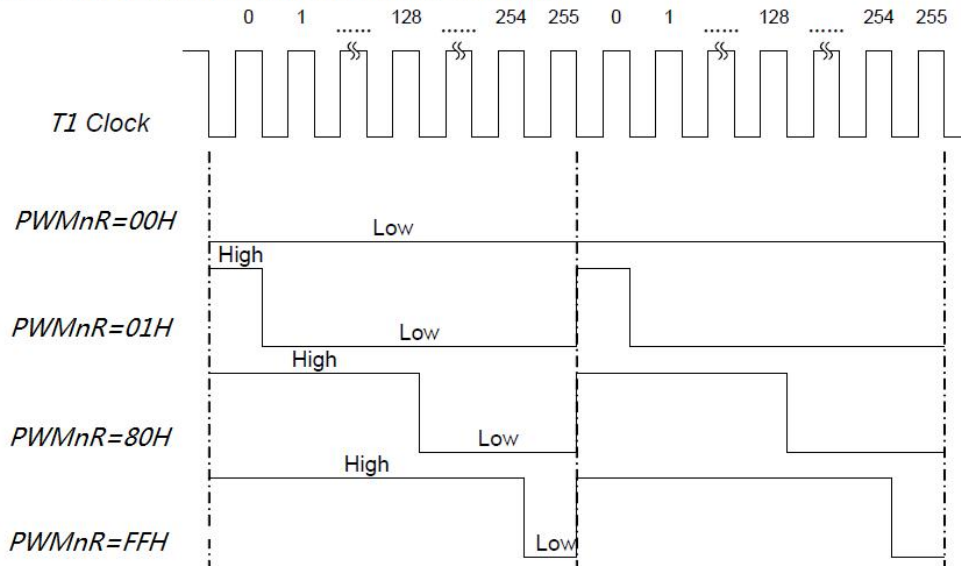 0 1 ...... 128 ...... 254 255 0 1 ...... 128 ...... 254 255
T1 Clock
PWMnR=00H
Low
High
PWMnR=01H
Low
High
PWMnR=80H
Low
High
PWMnR=FFH
Low